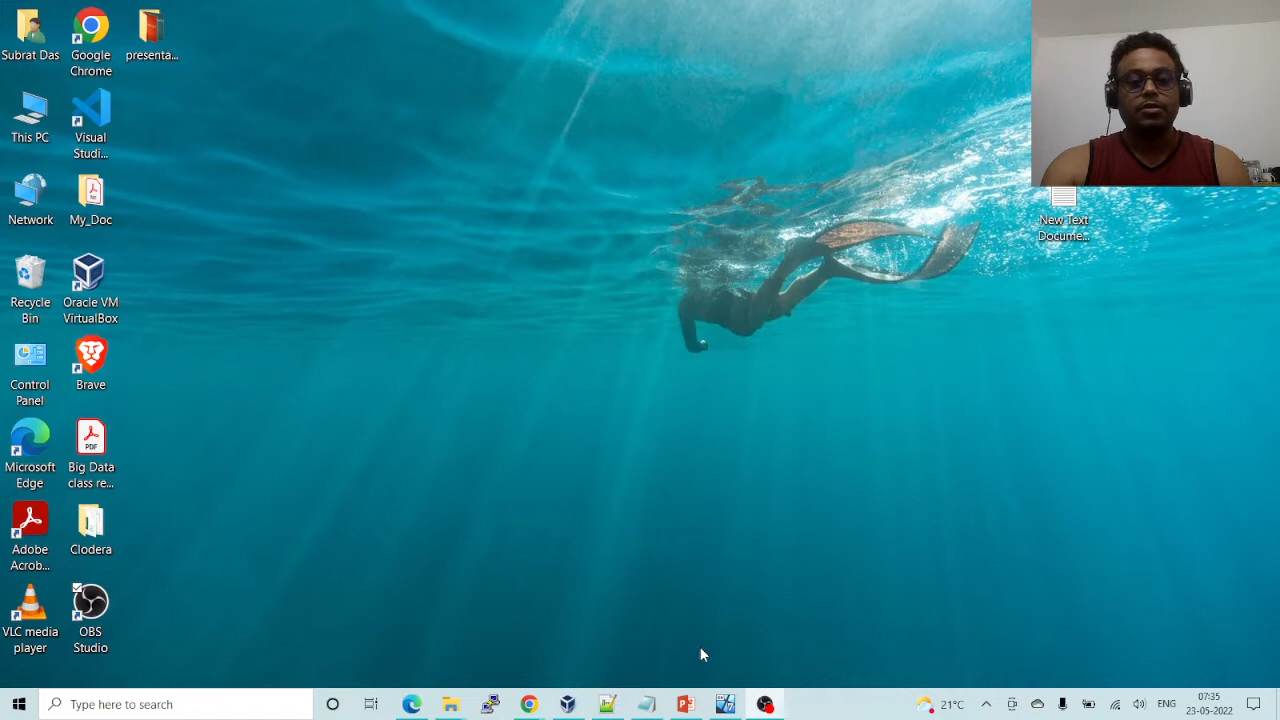 Subrat Das
Google
Chrome
presenta...
This PC
Visual
Studi...
Network
My_Doc
New Text
Docume...
Recycle
Bin
Oracle VM
VirtualBox
Control
Panel
Brave
Microsoft
Edge
PDF
Big Data
class re...
Adobe
Acrob...
Clodera
VLC media
player
OBS
Studio
Type here to search
21°C
ENG
07:35
23-05-2022